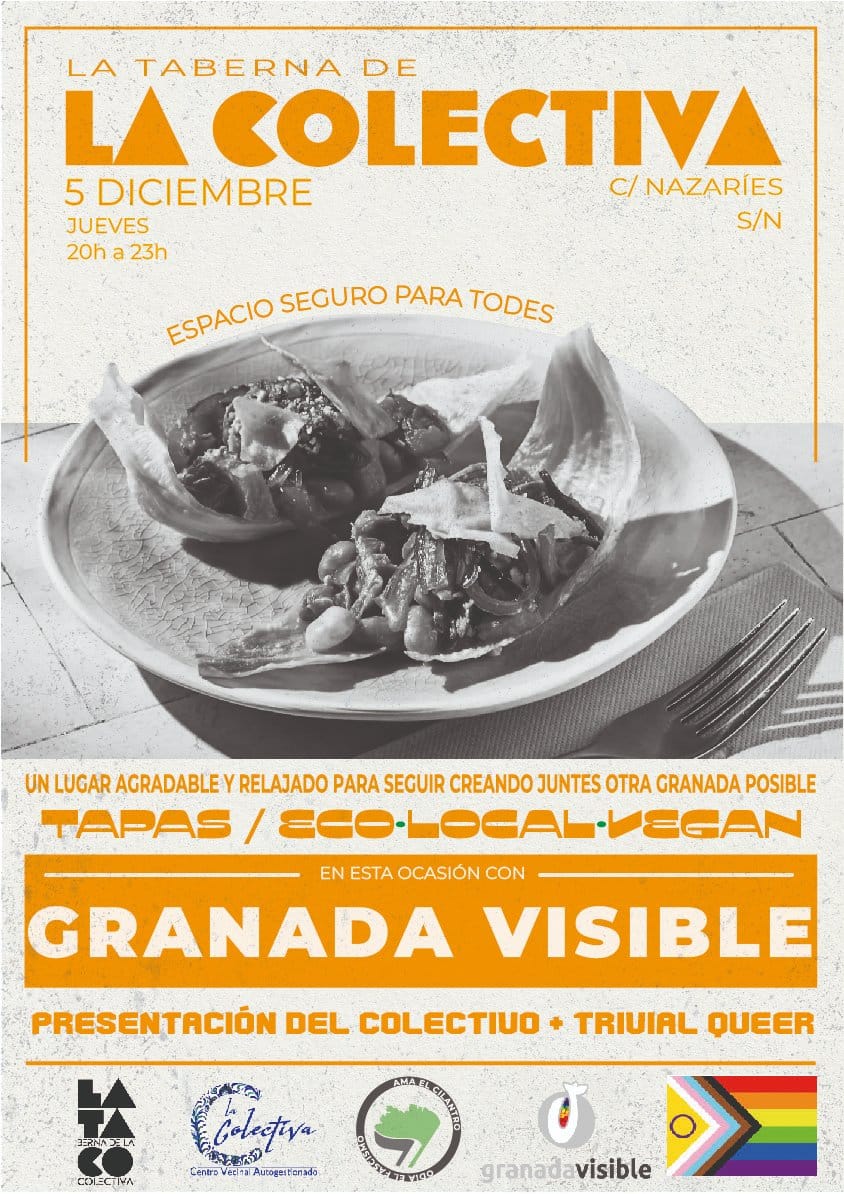 LA TABERNA DE
LA COLECTIVA
5 DICIEMBRE
JUEVES
20h a 23h
C/ NAZARÍES
S/N
ESPACIO SEGURO PARA TODES
UN LUGAR AGRADABLE Y RELAJADO PARA SEGUIR CREANDO JUNTES OTRA GRANADA POSIBLE
TAPAS / ECO·LOCAL·VEGAN
EN ESTA OCASIÓN CON
GRANADA VISIBLE
PRESENTACIÓN DEL COLECTIVO + TRIVIAL QUEER
LA
TA
BERNA DE LA
CO
COLECTIVA
La
Colectiva
Centro Vecinal Autogestionado
AMA EL CILANTRO
ODIA EL FASCISMO
granadavisible